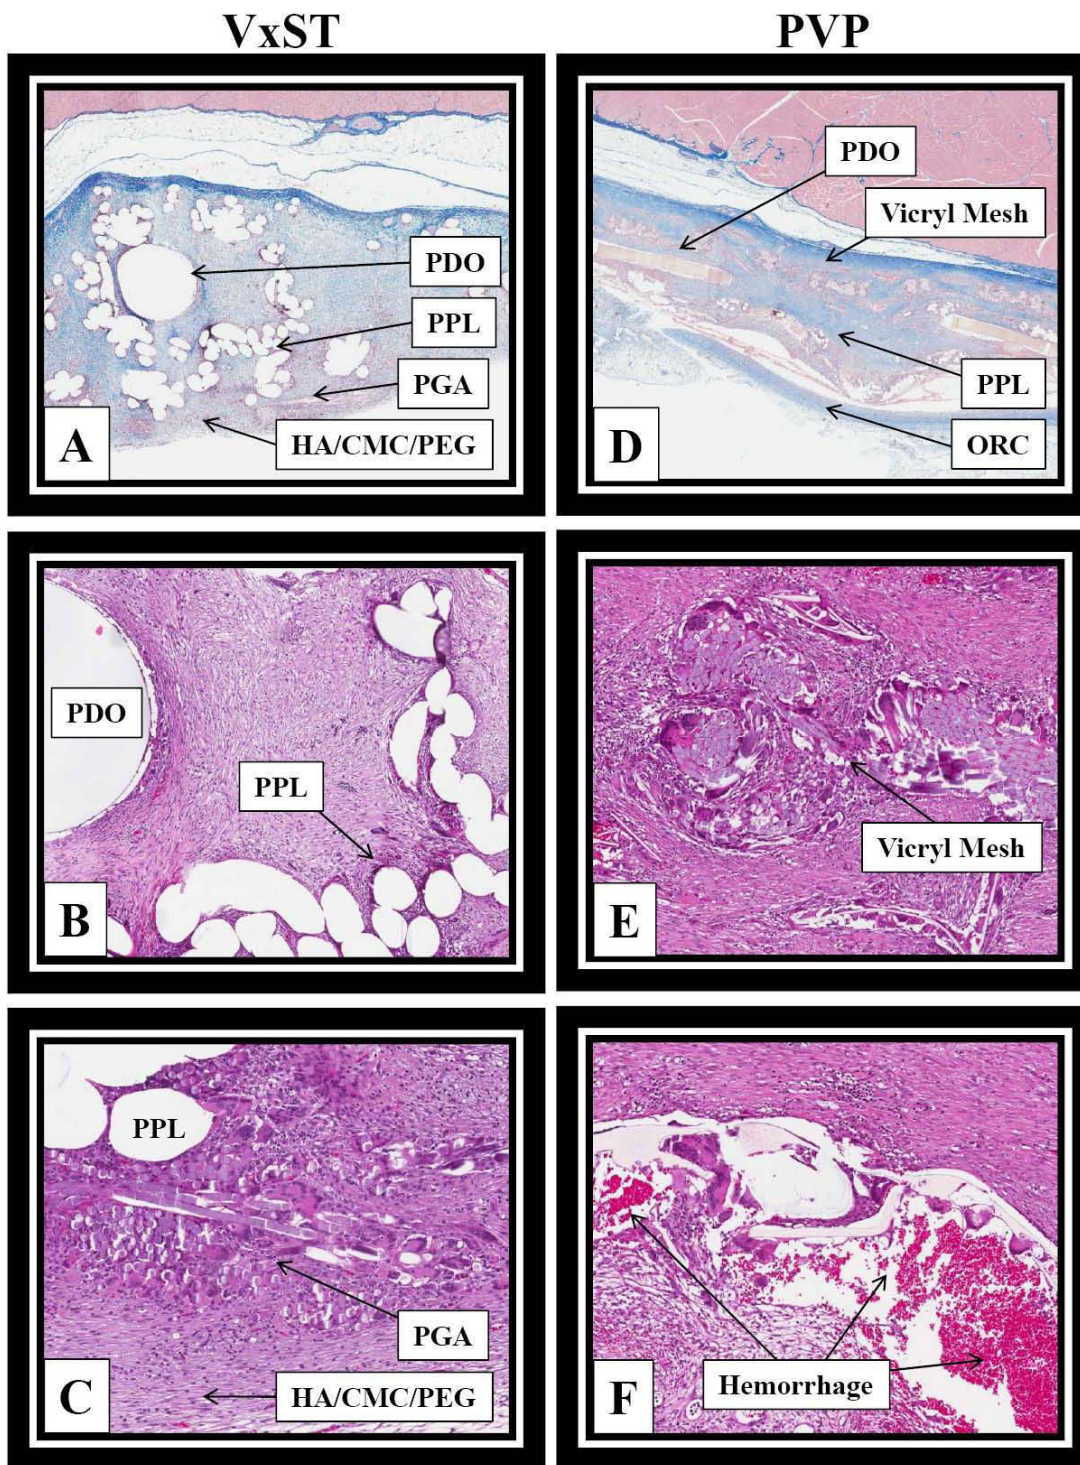 VxST
PVP
PDO
PPL
PGA
HA/CMC/PEG
A
PDO
Vicryl Mesh
PPL
ORC
D
PDO
PPL
B
Vicryl Mesh
E
PPL
PGA
HA/CMC/PEG
C
Hemorrhage
F